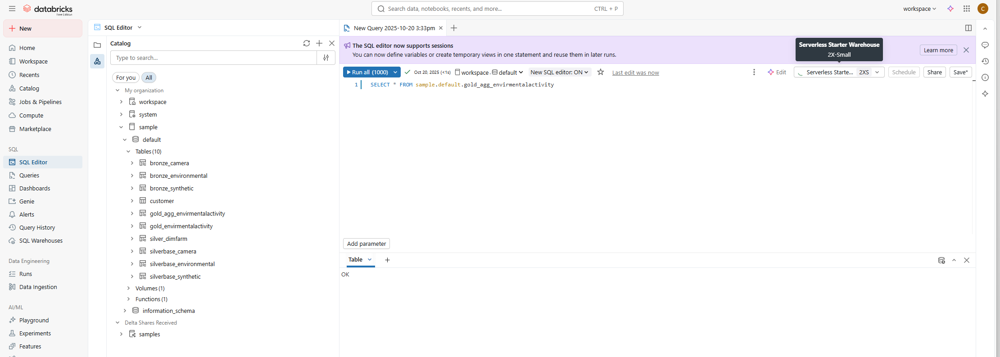 databricks
Free Edition
Search data, notebooks, recents, and more...
CTRL + P
workspace
C
New
Home
Workspace
Recents
Catalog
Jobs & Pipelines
Compute
Marketplace
SQL
SQL Editor
Queries
Dashboards
Genie
Alerts
Query History
SQL Warehouses
Data Engineering
Runs
Data Ingestion
AI/ML
Playground
Experiments
Features
SQL Editor
Catalog
Type to search...
For you
All
My organization
workspace
system
sample
default
Tables (10)
bronze_camera
bronze_environmental
bronze_synthetic
customer
gold_agg_envirmentalactivity
gold_envirmentalactivity
silver_dimfarm
silverbase_camera
silverbase_environmental
silverbase_synthetic
Volumes (1)
Functions (1)
information_schema
Delta Shares Received
samples
New Query 2025-10-20 3:33pm
The SQL editor now supports sessions
You can now define variables or create temporary views in one statement and reuse them in later runs.
Serverless Starter Warehouse
2X-Small
Learn more
Run all (1000)
Oct 20, 2025 (<1s)
workspace.default
New SQL editor: ON
Last edit was now
Edit
Serverless Starte... 2XS
Schedule
Share
Save*
1 SELECT * FROM sample.default.gold_agg_envirmentalactivity
Add parameter
Table
OK